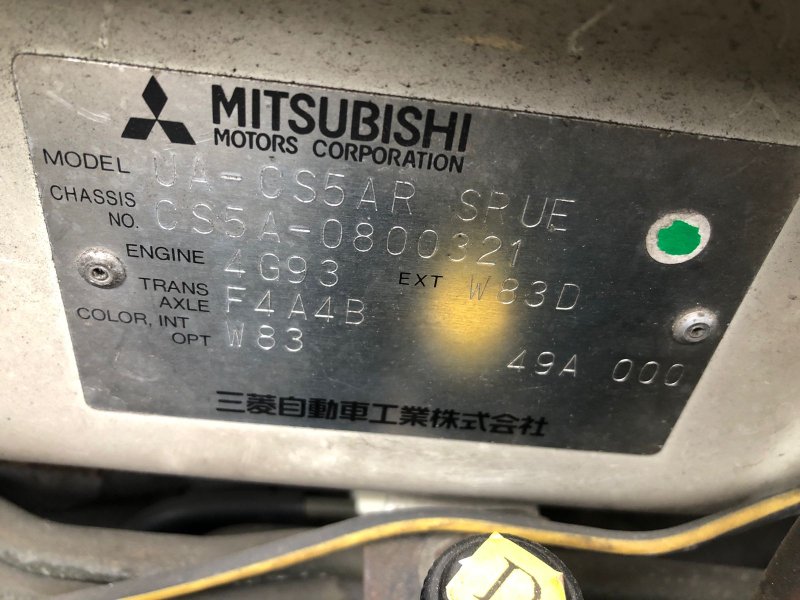 MITSUBISHI
MOTORS CORPORATION
MODEL UA-CS5AR SRUE
CHASSIS NO. CS5A-0800321
ENGINE 4G93 EXT W83D
TRANS AXLE F4A4B
COLOR, INT OPT W83 49A 000
三菱自動車工業株式会社
D